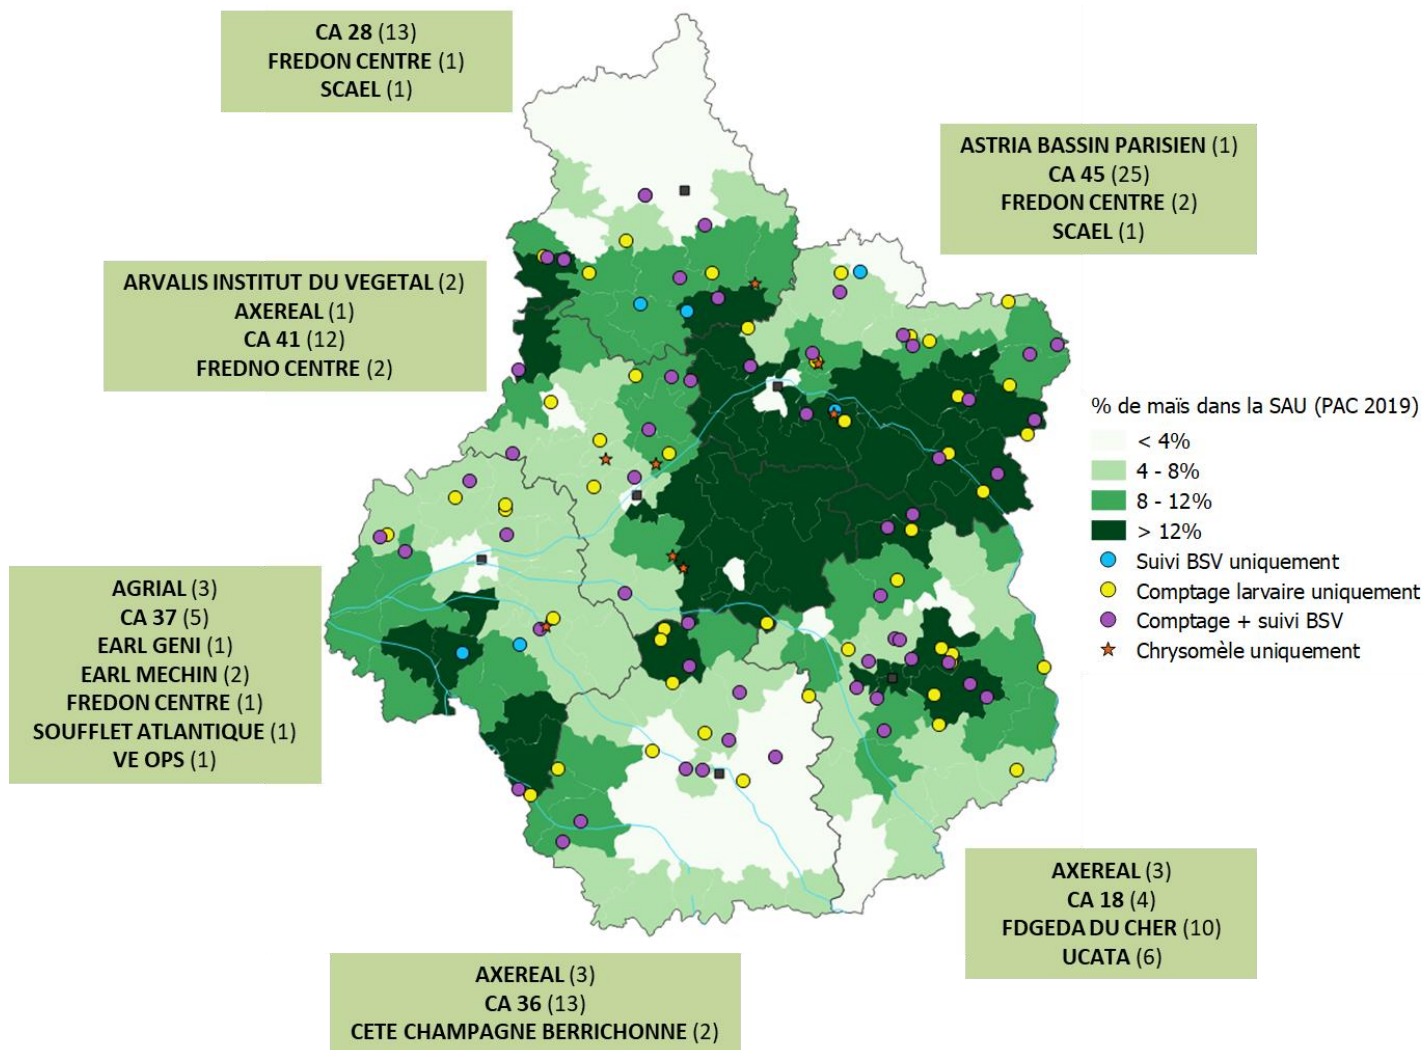 CA 28 (13)
FREDON CENTRE (1)
SCAEL (1)
ASTRIA BASSIN PARISIEN (1)
CA 45 (25)
FREDON CENTRE (2)
SCAEL (1)
ARVALIS INSTITUT DU VEGETAL (2)
AXEREAL (1)
CA 41 (12)
FREDNO CENTRE (2)
% de maïs dans la SAU (PAC 2019)
< 4%
4 - 8%
8 - 12%
> 12%
Suivi BSV uniquement
Comptage larvaire uniquement
Comptage + suivi BSV
Chrysomèle uniquement
AGRIAL (3)
CA 37 (5)
EARL GENI (1)
EARL MECHIN (2)
FREDON CENTRE (1)
SOUFFLET ATLANTIQUE (1)
VE OPS (1)
AXEREAL (3)
CA 18 (4)
FDGEDA DU CHER (10)
UCATA (6)
AXEREAL (3)
CA 36 (13)
CETE CHAMPAGNE BERRICHONNE (2)